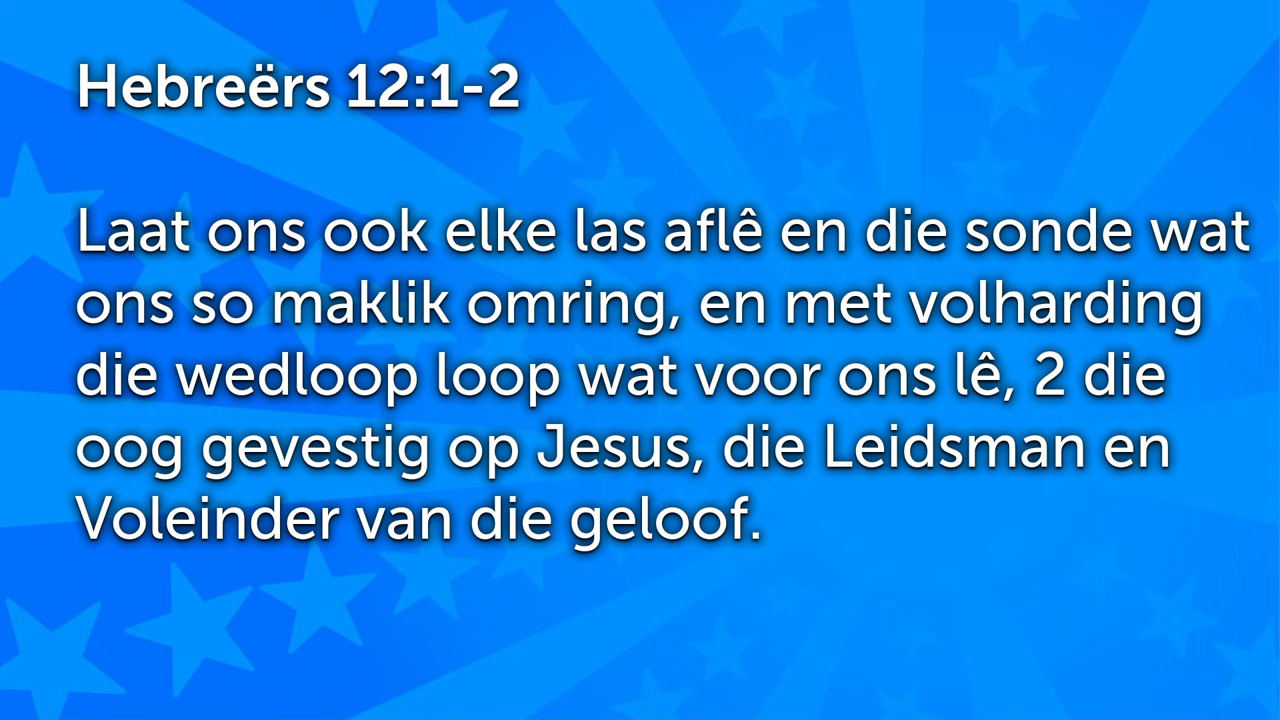 Hebreërs 12:1-2
Laat ons ook elke las aflê en die sonde wat
ons so maklik omring, en met volharding
die wedloop loop wat voor ons lê, 2 die
oog gevestig op Jesus, die Leidsman en
Voleinder van die geloof.